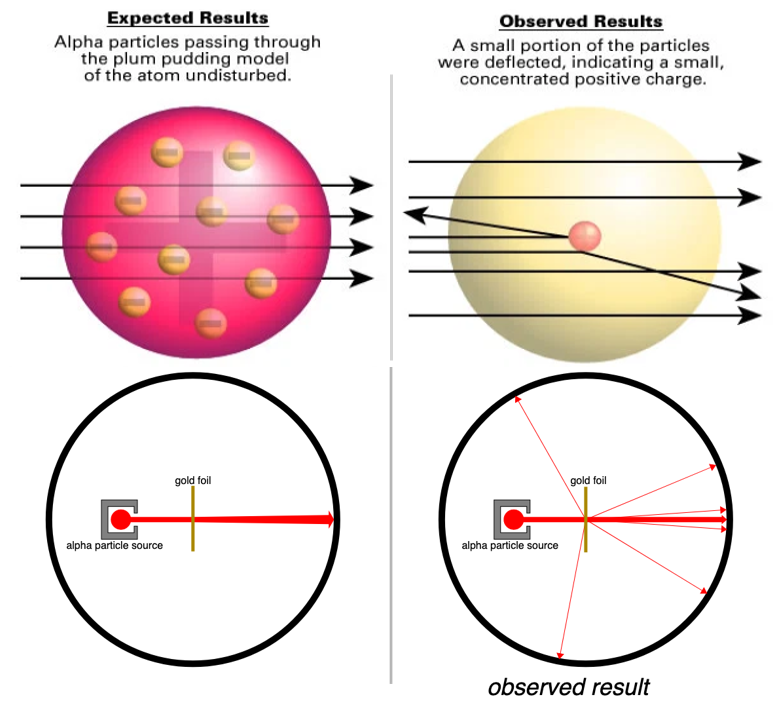 Expected Results
Alpha particles passing through
the plum pudding model
of the atom undisturbed.
Observed Results
A small portion of the particles
were deflected, indicating a small,
concentrated positive charge.
gold foil
alpha particle source
gold foil
alpha particle source
observed result